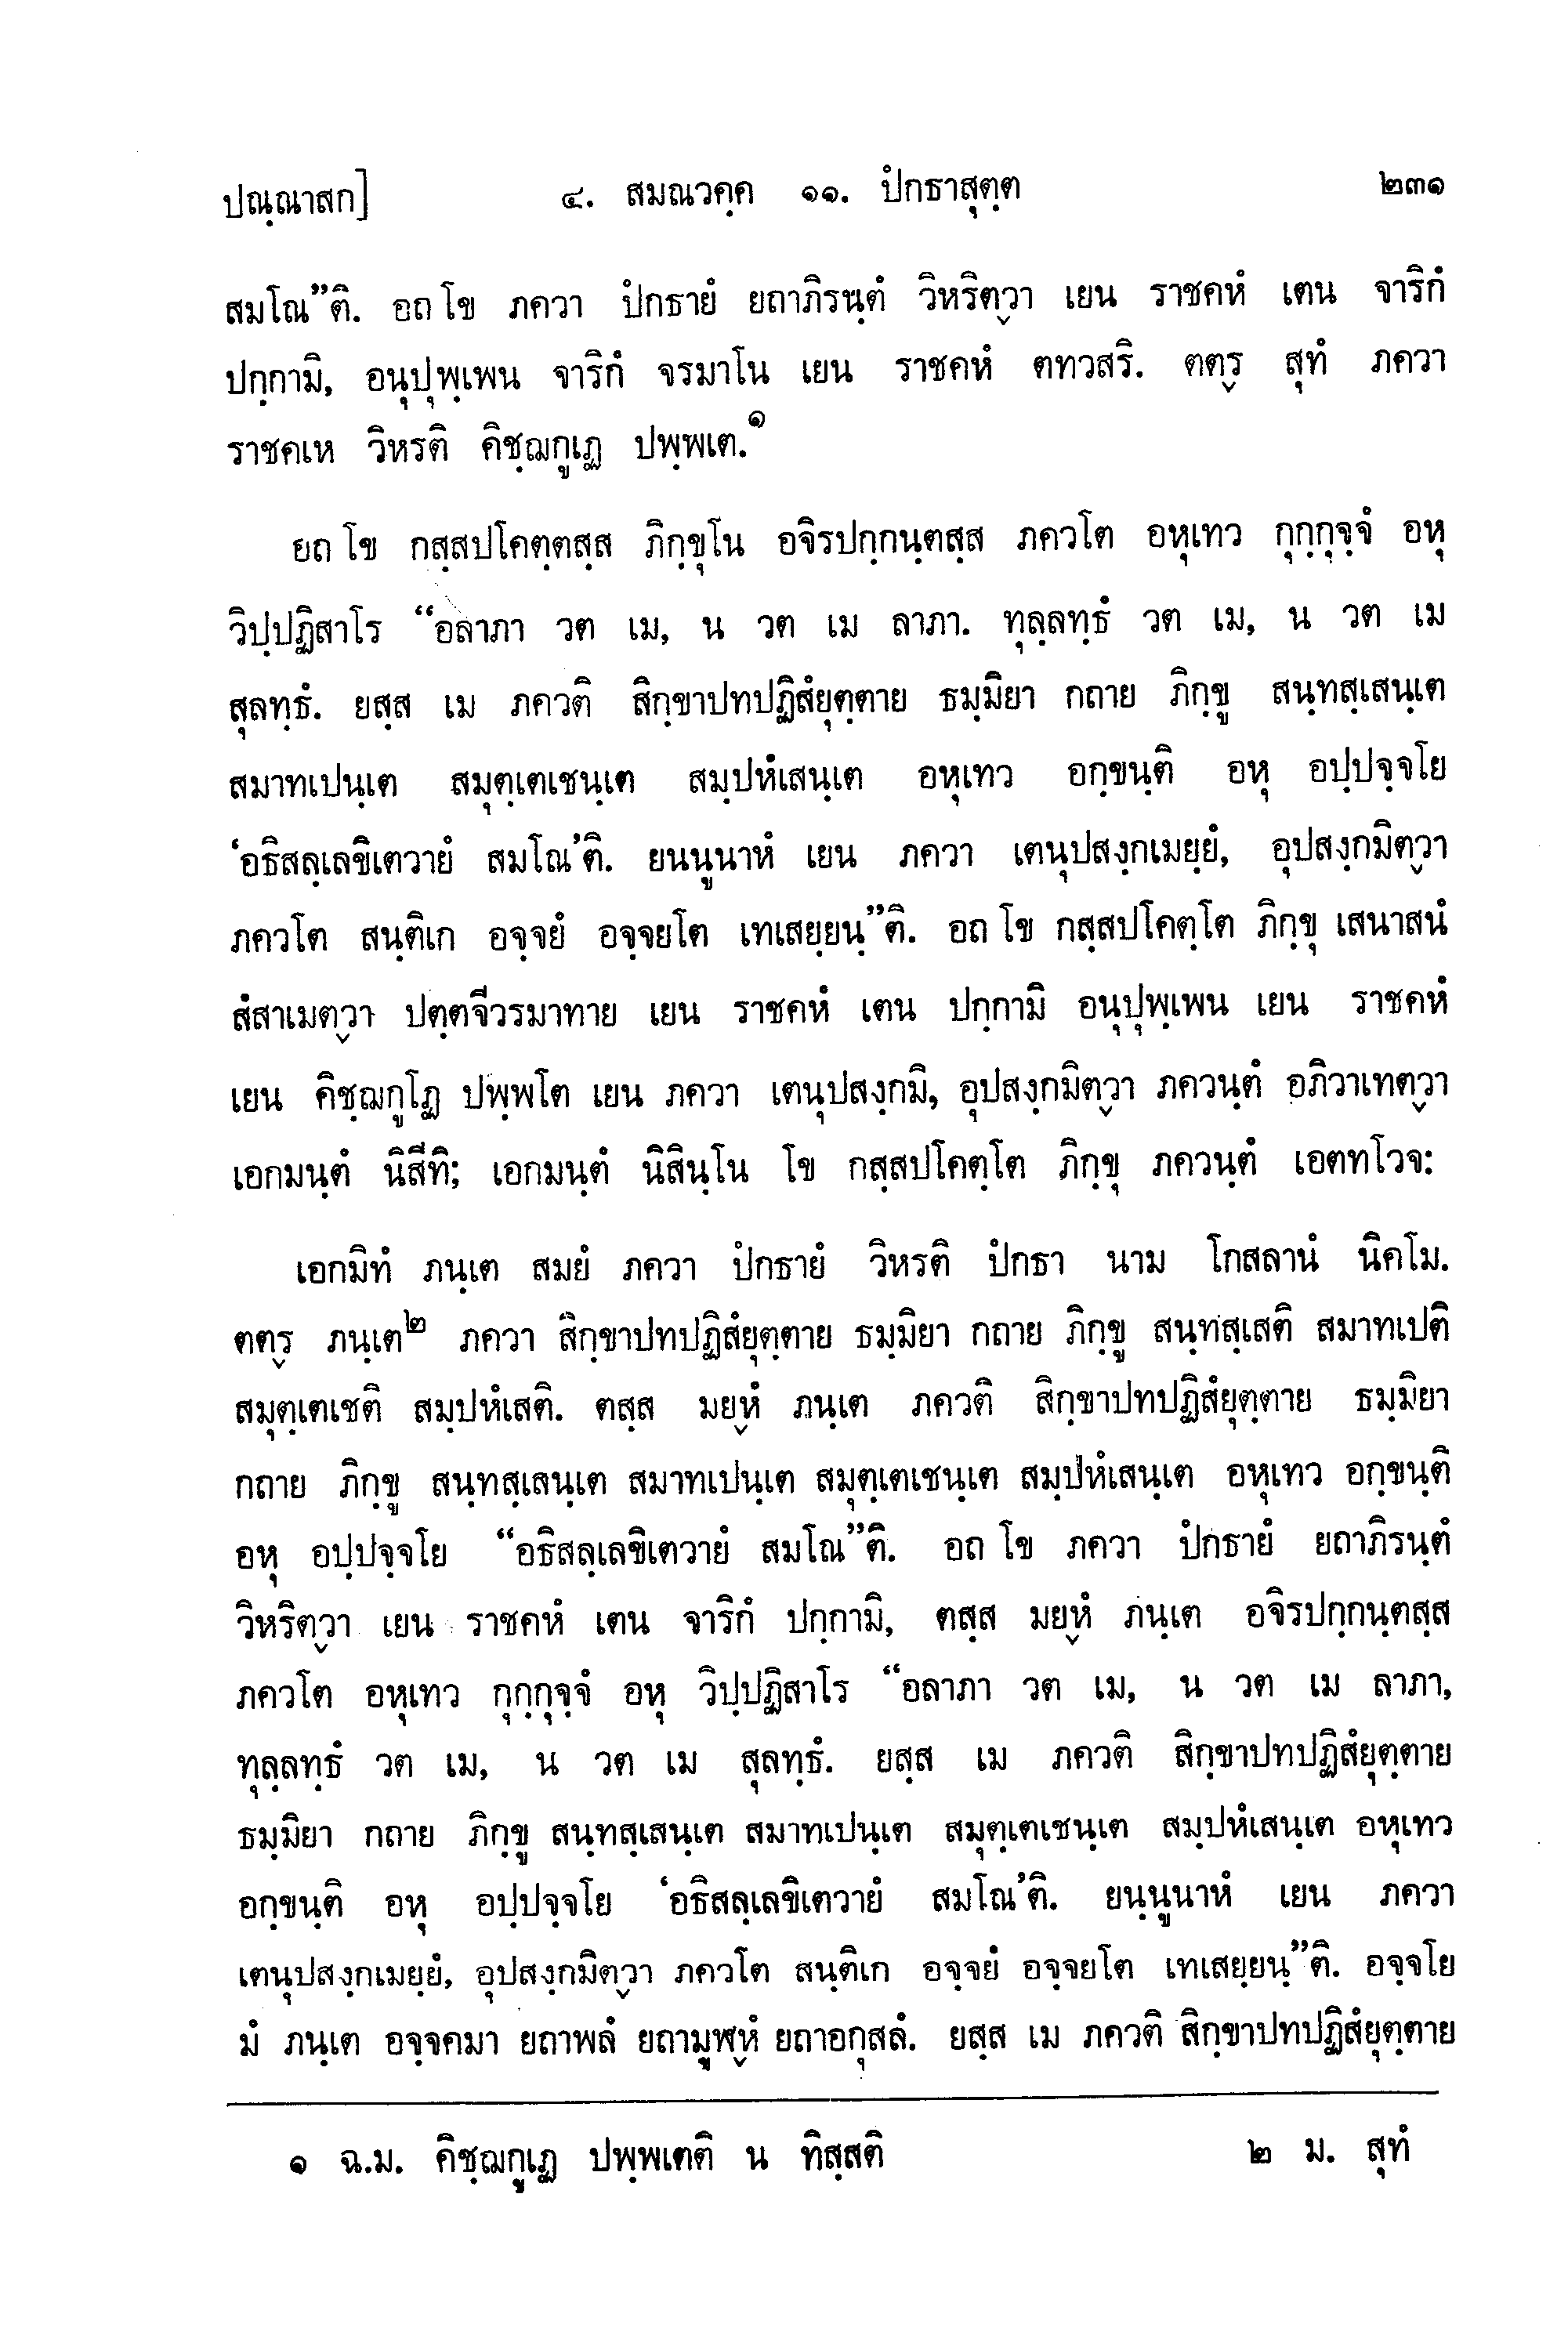 ปณฺณาสก]	๔. สมณวคฺค ๑๑. ปํกธาสุตฺต	๒๓๑
สมโณ”ติ. อถ โข ภควา ปํกธายํ ยถาภิรนฺตํ วิหริตฺวา เยน ราชคหํ เตน จาริกํ
ปกฺกามิ, อนุปุพฺเพน จาริกํ จรมาโน เยน ราชคหํ ตทวสริ. ตตฺร สุทํ ภควา
ราชคเห วิหรติ คิชฺฌกูเฏ ปพฺพเต.๑
ยถ โข กสฺสปโคตฺตสฺส ภิกฺขุโน อจิรปกฺกนฺตสฺส ภควโต อหุเทว กุกฺกุจฺจํ อหุ
วิปฺปฏิสาโร “อลาภา วต เม, น วต เม ลาภา. ทุลฺลทฺธํ วต เม, น วต เม
สุลทฺธํ. ยสฺส เม ภควติ สิกฺขาปทปฏิสํยุตฺตาย ธมฺมิยา กถาย ภิกฺขู สนฺทสฺเสนฺเต
สมาทเปนฺเต สมุตฺเตเชนฺเต สมฺปหํเสนฺเต อหุเทว อกฺขนฺติ อหุ อปฺปจฺจโย
‘อธิสลฺเลขิเตวายํ สมโณ’ติ. ยนนูนาหํ เยน ภควา เตนุปสงฺกเมยฺยํ, อุปสงฺกมิตฺวา
ภควโต สนฺติเก อจฺจยํ อจฺจยโต เทเสยฺยนฺ”ติ. อถ โข กสฺสปโคตฺโต ภิกฺขุ เสนาสนํ
สํสาเมตฺวา ปตฺตจีวรมาทาย เยน ราชคหํ เตน ปกฺกามิ อนุปุพฺเพน เยน ราชคหํ
เยน คิชฺฌกูโฏ ปพฺพโต เยน ภควา เตนุปสงฺกมิ, อุปสงฺกมิตฺวา ภควนฺตํ อภิวาเทตฺวา
เอกมนฺตํ นิสีทิ; เอกมนฺตํ นิสินฺโน โข กสฺสปโคตฺโต ภิกฺขุ ภควนฺตํ เอตทโวจ:
เอกมิทํ ภนฺเต สมยํ ภควา ปํกธายํ วิหรติ ปํกธา นาม โกสลานํ นิคโม.
ตตฺร ภนฺเต๒ ภควา สิกฺขาปทปฏิสํยุตฺตาย ธมฺมิยา กถาย ภิกฺขู สนฺทสฺเสติ สมาทเปติ
สมุตฺเตเชติ สมฺปหํเสติ. ตสฺส มยฺหํ ภนฺเต ภควติ สิกฺขาปทปฏิสํยุตฺตาย ธมฺมิยา
กถาย ภิกฺขู สนฺทสฺเสนฺเต สมาทเปนฺเต สมุตฺเตเชนฺเต สมฺปหํเสนฺเต อหุเทว อกฺขนฺติ
อหุ อปฺปจฺจโย “อธิสลฺเลขิเตวายํ สมโณ”ติ. อถ โข ภควา ปํกธายํ ยถาภิรนฺตํ
วิหริตฺวา เยน ราชคหํ เตน จาริกํ ปกฺกามิ, ตสฺส มยฺหํ ภนฺเต อจิรปกฺกนฺตสฺส
ภควโต อหุเทว กุกฺกุจฺจํ อหุ วิปฺปฏิสาโร “อลาภา วต เม, น วต เม ลาภา,
ทุลฺลทฺธํ วต เม, น วต เม สุลทฺธํ. ยสฺส เม ภควติ สิกฺขาปทปฏิสํยุตฺตาย
ธมฺมิยา กถาย ภิกฺขู สนฺทสฺเสนฺเต สมาทเปนฺเต สมุตฺเตเชนฺเต สมฺปหํเสนฺเต อหุเทว
อกฺขนฺติ อหุ อปฺปจฺจโย ‘อธิสลฺเลขิเตวายํ สมโณ’ติ. ยนฺนูนาหํ เยน ภควา
เตนุปสงฺกเมยฺยํ, อุปสงฺกมิตฺวา ภควโต สนฺติเก อจฺจยํ อจฺจยโต เทเสยฺยนฺ”ติ. อจฺจโย
มํ ภนฺเต อจฺจคมา ยถาพลํ ยถามูฬฺหํ ยถาอกุสลํ. ยสฺส เม ภควติ สิกฺขาปทปฏิสํยุตฺตาย
๑ ฉ.ม. คิชฺฌกูเฏ ปพฺพเตติ น ทิสฺสติ	๒ ม. สุทํ